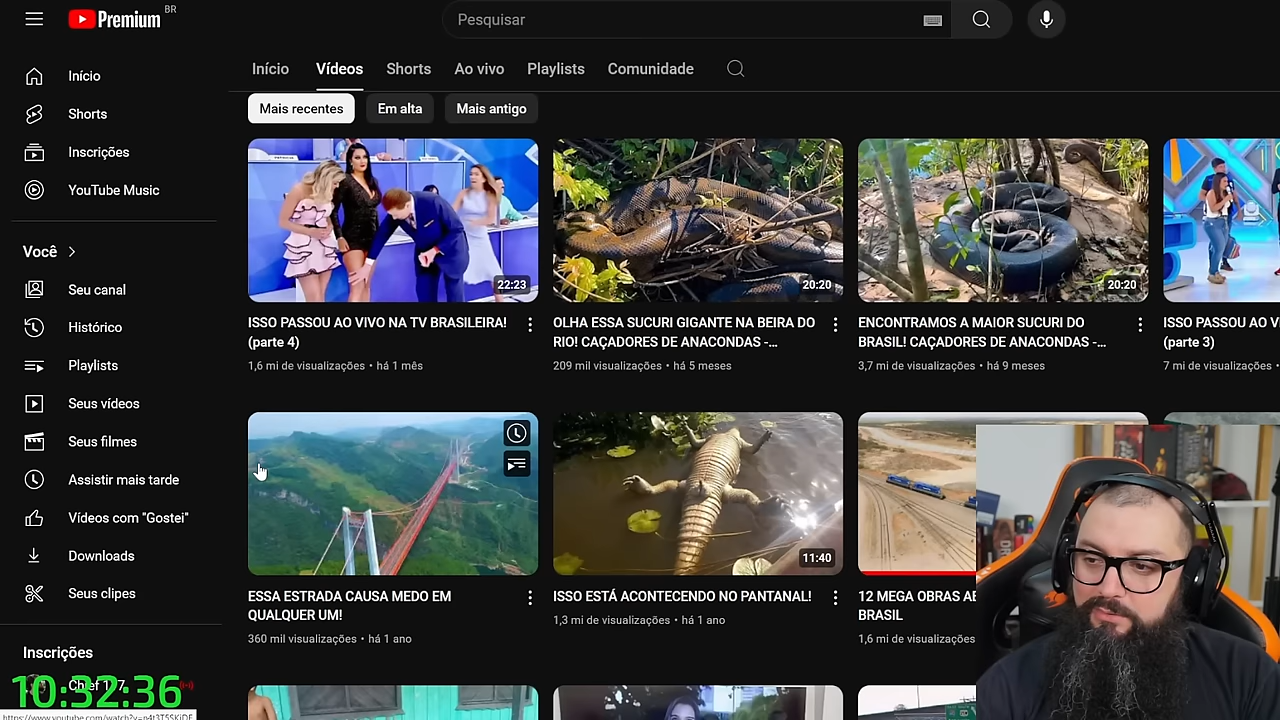 Premium BR
Pesquisar
Início
Shorts
Inscrições
YouTube Music
Você
Seu canal
Histórico
Playlists
Seus vídeos
Seus filmes
Assistir mais tarde
Vídeos com "Gostei"
Downloads
Seus clipes
Inscrições
10:32:36
Início Vídeos Shorts Ao vivo Playlists Comunidade
Mais recentes Em alta Mais antigo
22:23
ISSO PASSOU AO VIVO NA TV BRASILEIRA!
(parte 4)
1,6 mi de visualizações • há 1 mês
20:20
OLHA ESSA SUCURI GIGANTE NA BEIRA DO
RIO! CAÇADORES DE ANACONDAS -...
209 mil visualizações • há 5 meses
20:20
ENCONTRAMOS A MAIOR SUCURI DO
BRASIL! CAÇADORES DE ANACONDAS -...
3,7 mi de visualizações • há 9 meses
ISSO PASSOU AO V
(parte 3)
7 mi de visualizações •
ESSA ESTRADA CAUSA MEDO EM
QUALQUER UM!
360 mil visualizações • há 1 ano
11:40
ISSO ESTÁ ACONTECENDO NO PANTANAL!
1,3 mi de visualizações • há 1 ano
12 MEGA OBRAS AB
BRASIL
1,6 mi de visualizações